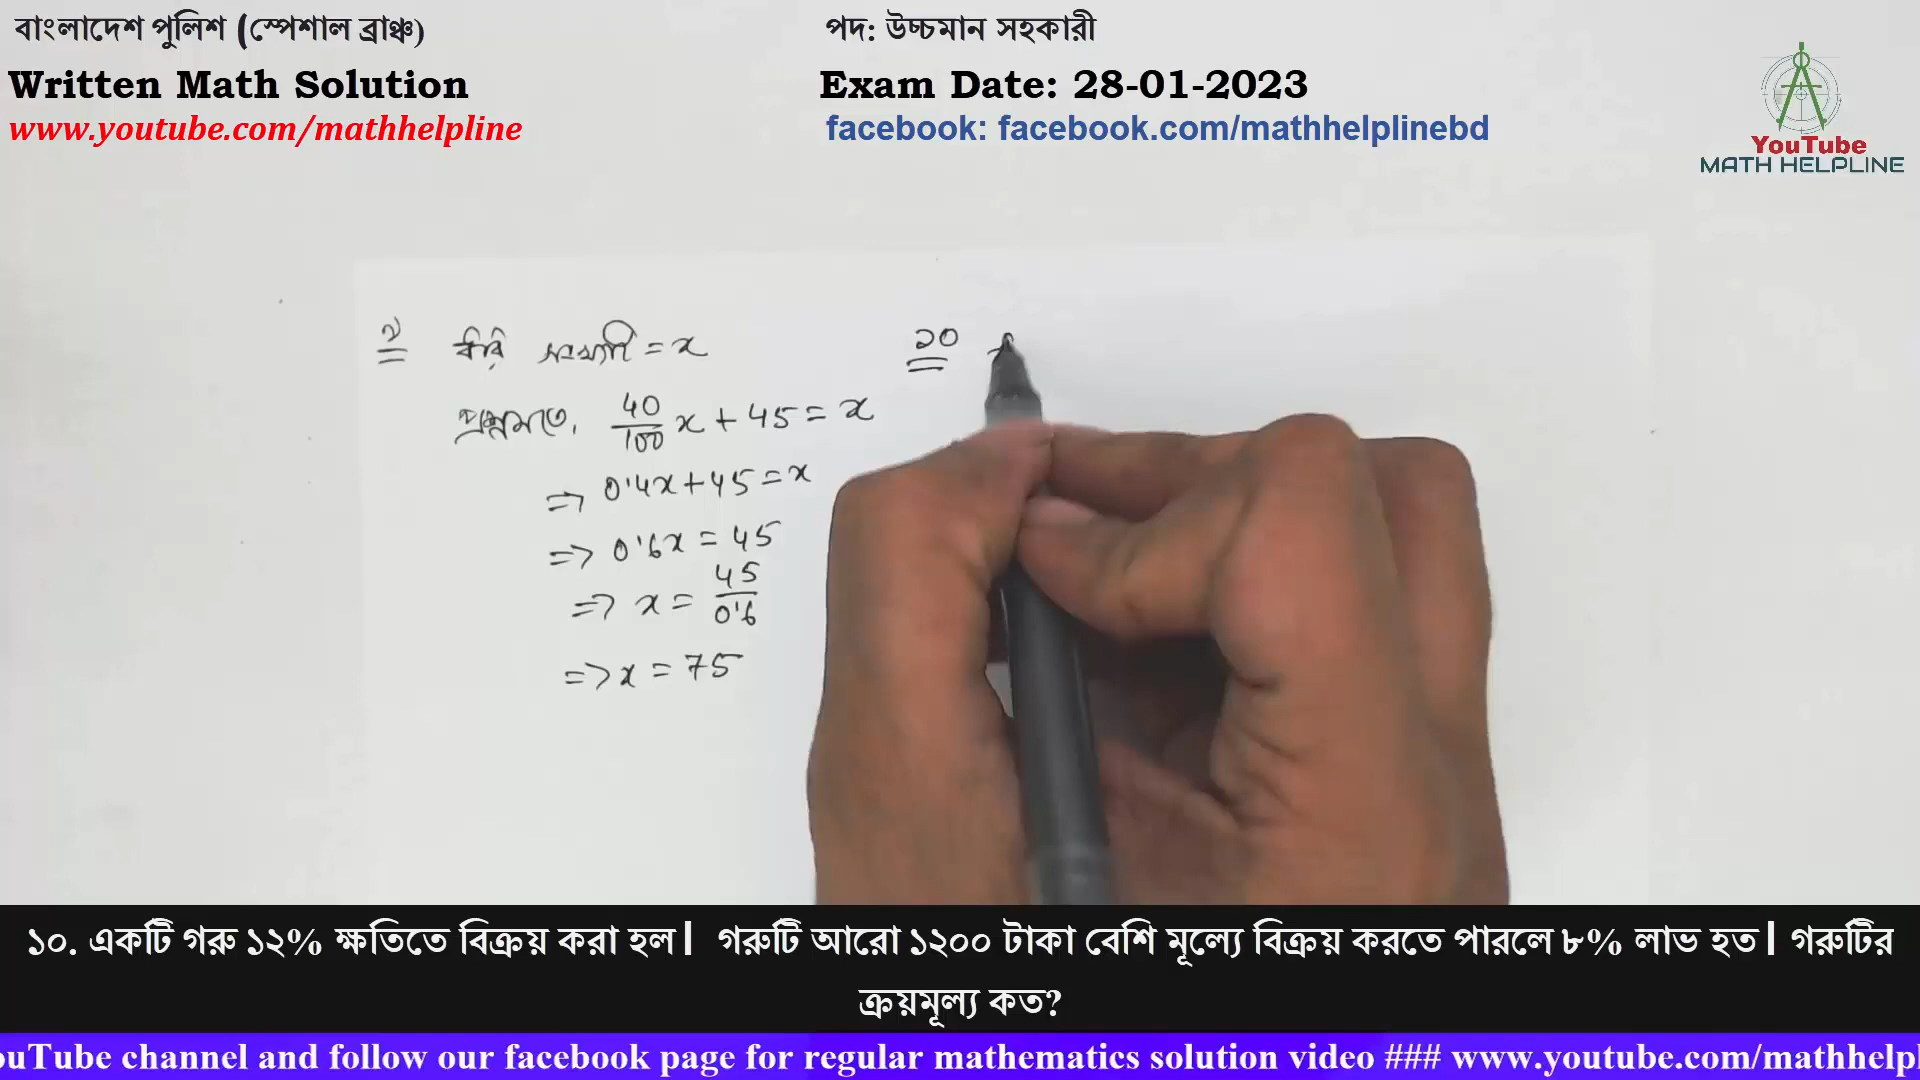 বাংলাদেশ পুলিশ (স্পেশাল ব্রাঞ্চ)
পদ: উচ্চমান সহকারী
Written Math Solution
Exam Date: 28-01-2023
www.youtube.com/mathhelpline
facebook: facebook.com/mathhelplinebd
YouTube
MATH HELPLINE
৯ ধরি সংখ্যাটি = x
প্রশ্নমতে, 40/100 x + 45 = x
=> 0.4x + 45 = x
=> 0.6x = 45
=> x = 45/0.6
=> x = 75
১০
১০. একটি গরু ১২% ক্ষতিতে বিক্রয় করা হল। গরুটি আরো ১২০০ টাকা বেশি মূল্যে বিক্রয় করতে পারলে ৮% লাভ হত। গরুটির
ক্রয়মূল্য কত?
ouTube channel and follow our facebook page for regular mathematics solution video ### www.youtube.com/mathhelpl